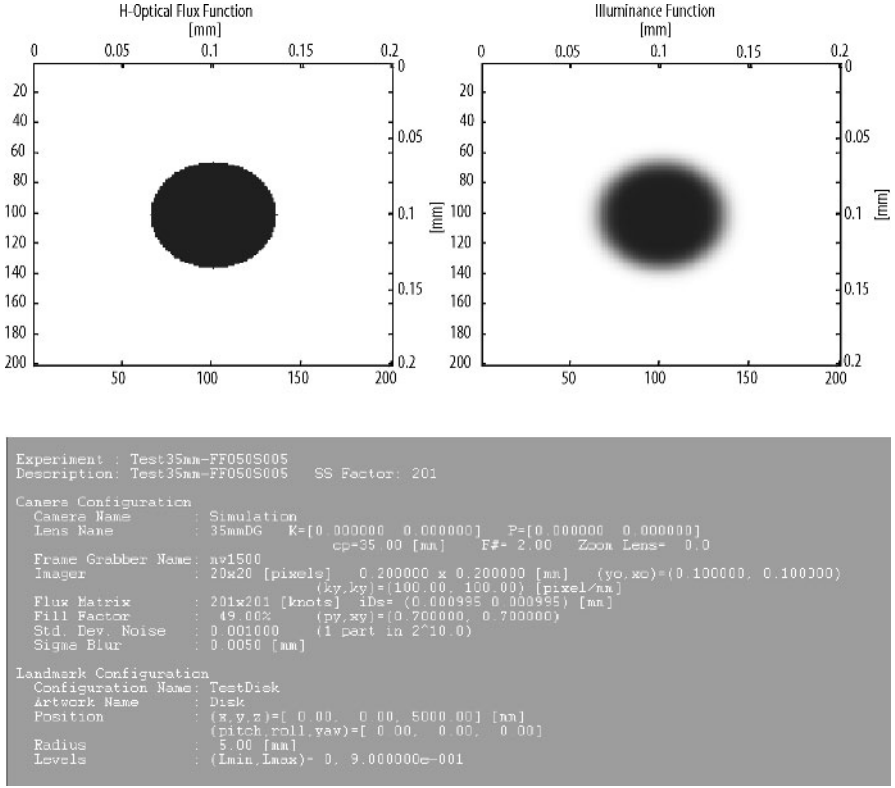 H-Optical Flux Function
[mm]
0 0.05 0.1 0.15 0.2
0
20
40
0.05
60
80
100 0.1 [mm]
120
140
0.15
160
180
200 0.2
50 100 150 200
Illuminance Function
[mm]
0 0.05 0.1 0.15 0.2
0
20
40
0.05
60
80
100 0.1 [mm]
120
140
0.15
160
180
200 0.2
50 100 150 200
Experiment : Test35mm-FF050S005
Description: Test35mm-FF050S005 SS Factor: 201
Camera Configuration
Camera Name : Simulation
Lens Name : 35mmDG K=[0.000000 0.000000] P=[0.000000 0.000000]
cp=35.00 [mm] F#= 2.00 Zoom Lens= 0.0
Frame Grabber Name: mv1500
Imager : 20x20 [pixels] 0.200000 x 0.200000 [mm] (yo,xo)=(0.100000, 0.100000)
(ky,ky)=(100.00, 100.00) [pixel/mm]
Flux Matrix : 201x201 [knots] iDs= (0.000995 0.000995) [mm]
Fill Factor : 49.00% (py,xy)=(0.700000, 0.700000)
Std. Dev. Noise : 0.001000 (1 part in 2^10.0)
Sigma Blur : 0.0050 [mm]
Landmark Configuration
Configuration Name: TestDisk
Artwork Name : Disk
Position : (x,y,z)=[ 0.00, 0.00, 5000.00] [mm]
(pitch,roll,yaw)=[ 0.00, 0.00, 0.00]
Radius : 5.00 [mm]
Levels : (Lmin,Lmax)= 0, 9.000000e-001